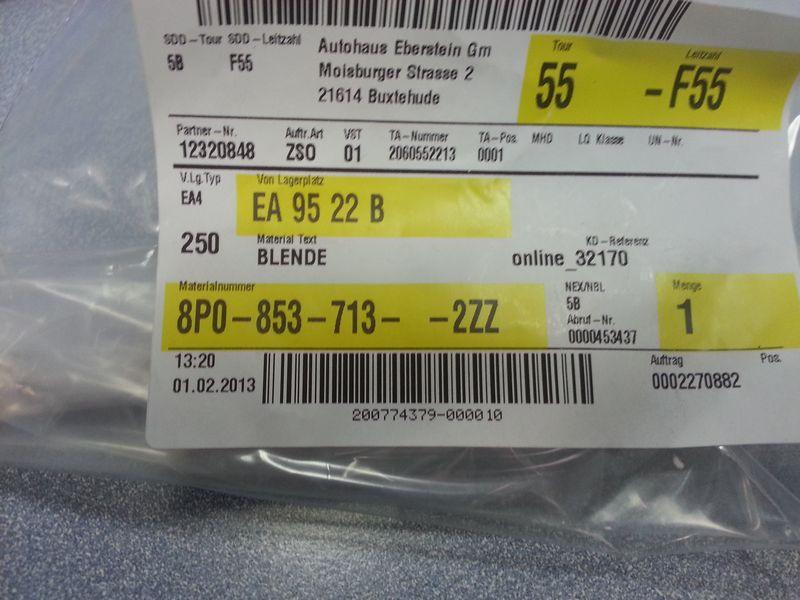 SDD-Tour SDD-Leitzahl
5B F55
Autohaus Eberstein Gm
Moisburger Strasse 2
21614 Buxtehude
Tour Leitzahl
55 -F55
Partner-Nr. Auftr.Art VST TA-Nummer TA-Pos. MHD LQ Klasse UN-Nr.
12320848 ZSO 01 2060552213 0001
V.Lg.Typ Von Lagerplatz
EA4 EA 95 22 B
Material Text KD-Referenz
250 BLENDE online_32170
Materialnummer NEX/NBL Menge
8P0-853-713- -2ZZ 5B 1
Abruf-Nr.
0000453437
13:20 Auftrag Pos.
01.02.2013 0002270882
200774379-000010